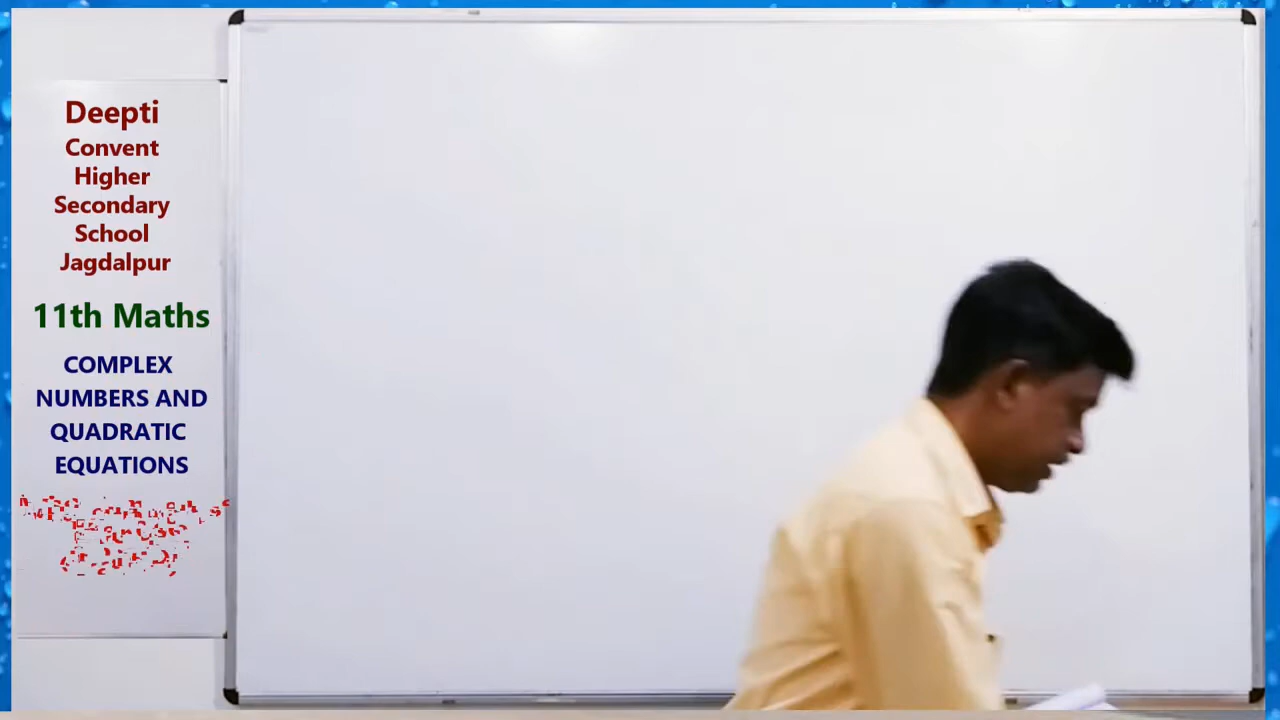 Deepti
Convent
Higher
Secondary
School
Jagdalpur
11th Maths
COMPLEX
NUMBERS AND
QUADRATIC
EQUATIONS